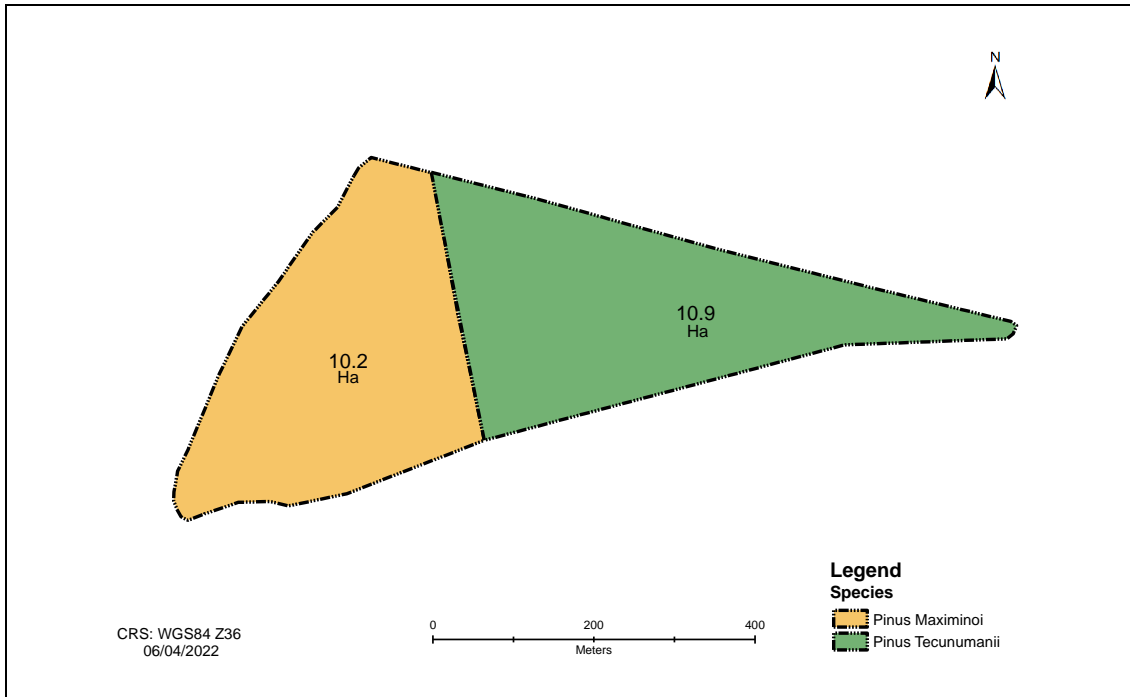 N
10.9
Ha
10.2
Ha
Legend
Species
Pinus Maximinoi
Pinus Tecunumanii
0 200 400
Meters
CRS: WGS84 Z36
06/04/2022